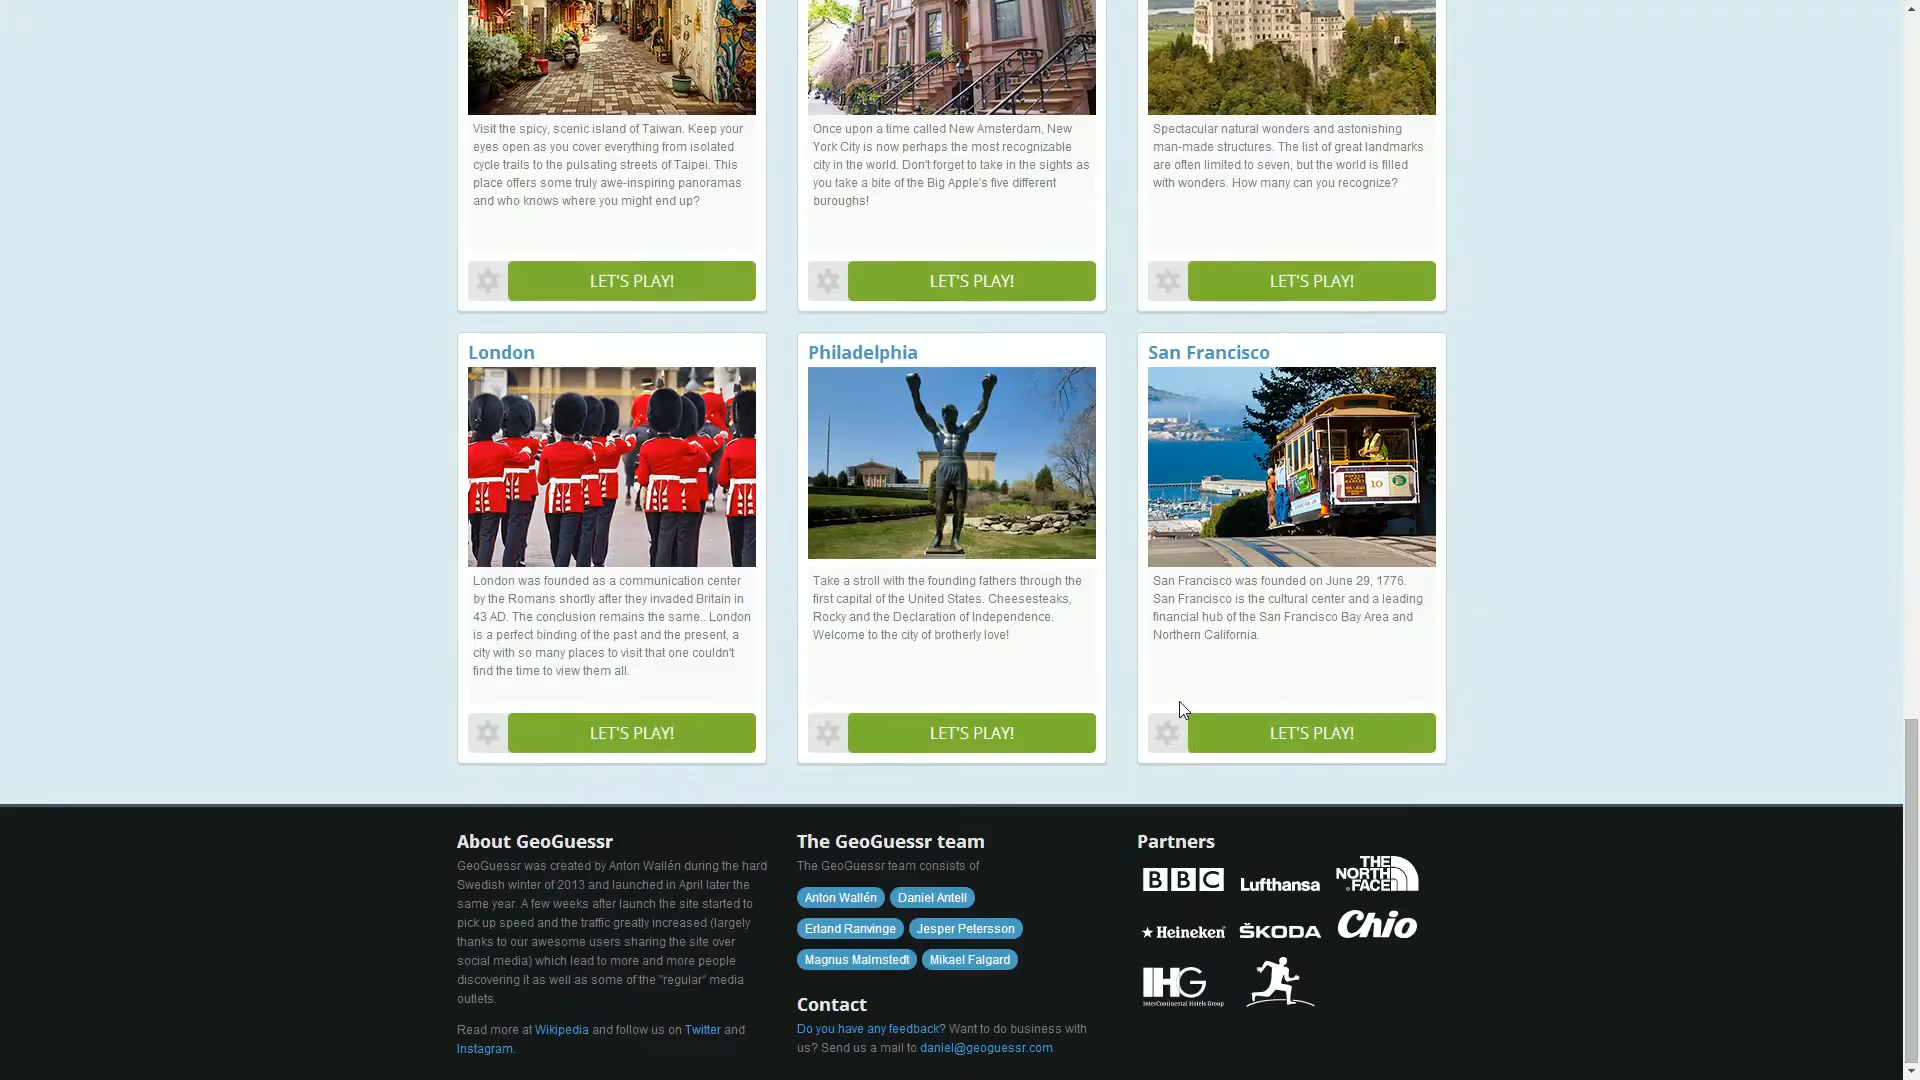 Visit the spicy, scenic island of Taiwan. Keep your
eyes open as you cover everything from isolated
cycle trails to the pulsating streets of Taipei. This
place offers some truly awe-inspiring panoramas
and who knows where you might end up?
LET'S PLAY!
Once upon a time called New Amsterdam, New
York City is now perhaps the most recognizable
city in the world. Don't forget to take in the sights as
you take a bite of the Big Apple's five different
buroughs!
LET'S PLAY!
Spectacular natural wonders and astonishing
man-made structures. The list of great landmarks
are often limited to seven, but the world is filled
with wonders. How many can you recognize?
LET'S PLAY!
London
London was founded as a communication center
by the Romans shortly after they invaded Britain in
43 AD. The conclusion remains the same.. London
is a perfect binding of the past and the present, a
city with so many places to visit that one couldn't
find the time to view them all.
LET'S PLAY!
Philadelphia
Take a stroll with the founding fathers through the
first capital of the United States. Cheesesteaks,
Rocky and the Declaration of Independence.
Welcome to the city of brotherly love!
LET'S PLAY!
San Francisco
10
San Francisco was founded on June 29, 1776.
San Francisco is the cultural center and a leading
financial hub of the San Francisco Bay Area and
Northern California.
LET'S PLAY!
About GeoGuessr
GeoGuessr was created by Anton Wallén during the hard
Swedish winter of 2013 and launched in April later the
same year. A few weeks after launch the site started to
pick up speed and the traffic greatly increased (largely
thanks to our awesome users sharing the site over
social media) which lead to more and more people
discovering it as well as some of the "regular" media
outlets.
Read more at Wikipedia and follow us on Twitter and
Instagram.
The GeoGuessr team
The GeoGuessr team consists of
Anton Wallén Daniel Antell
Erland Ranvinge Jesper Petersson
Magnus Malmstedt Mikael Falgard
Contact
Do you have any feedback? Want to do business with
us? Send us a mail to daniel@geoguessr.com.
Partners
BBC
Lufthansa
THE
NORTH
FACE
Heineken
ŠKODA
Chio
IHG
InterContinental Hotels Group